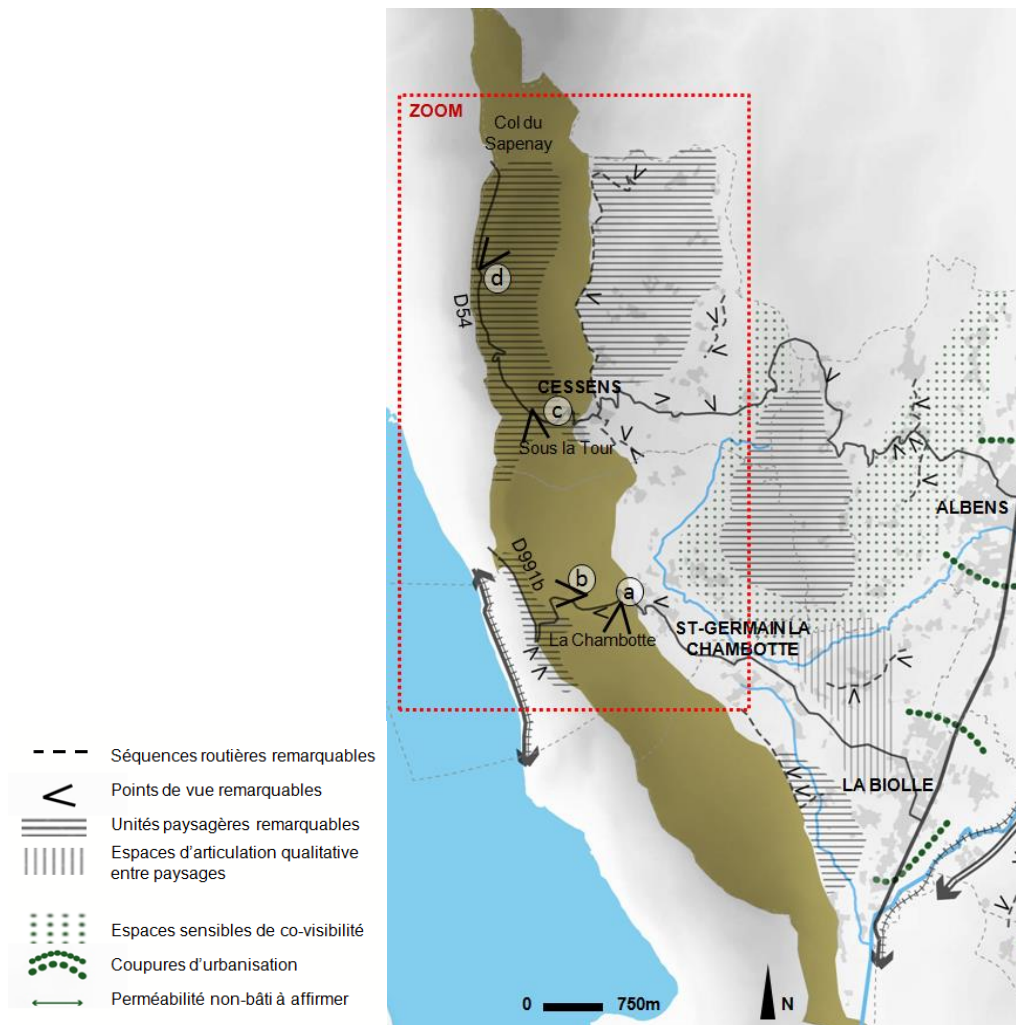 ZOOM
Col du
Sapenay
d
D54
CESSENS
c
Sous la Tour
ALBENS
D991b
b
a
La Chambotte
ST-GERMAIN LA
CHAMBOTTE
LA BIOLLE
Séquences routières remarquables
Points de vue remarquables
Unités paysagères remarquables
Espaces d'articulation qualitative
entre paysages
Espaces sensibles de co-visibilité
Coupures d'urbanisation
Perméabilité non-bâti à affirmer
0 750m
N